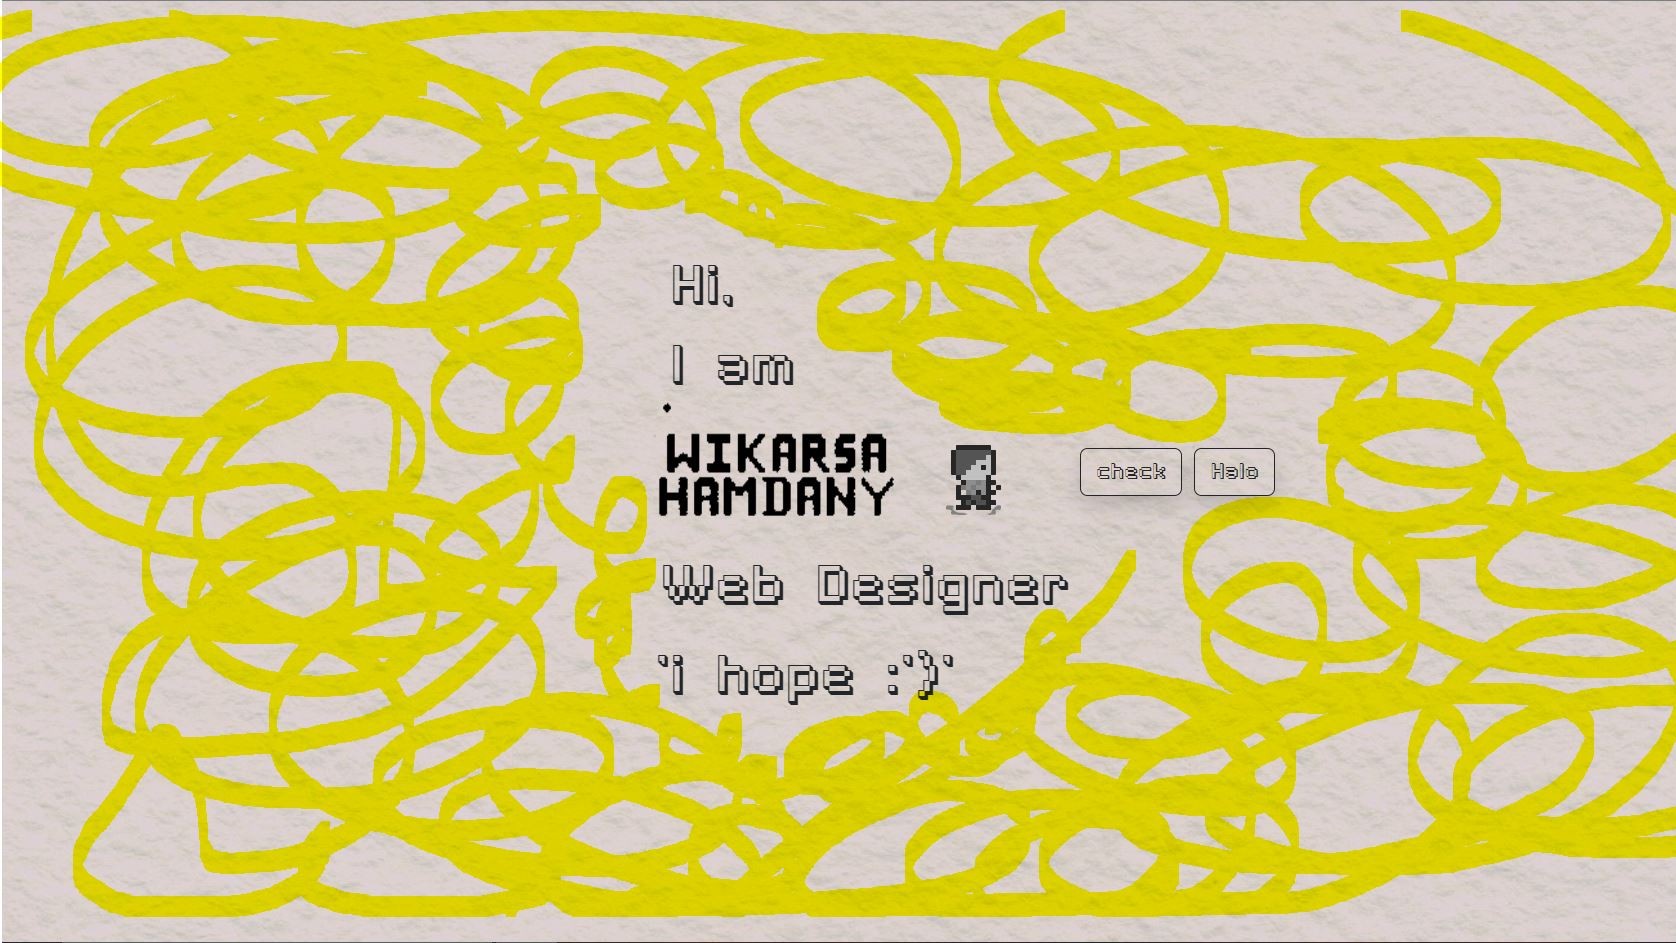 Hi,
I am
WIKARSA
HAMDANY
check
Halo
Web Designer
'i hope :')'